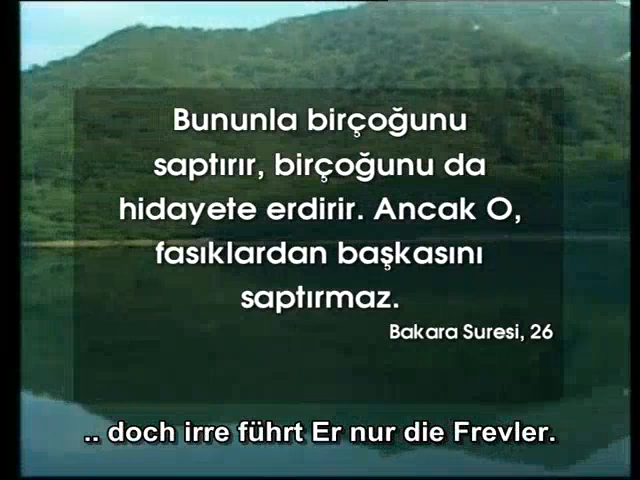 Bununla birçoğunu
saptırır, birçoğunu da
hidayete erdirir. Ancak O,
fasıklardan başkasını
saptırmaz.
Bakara Suresi, 26
.. doch irre führt Er nur die Frevler.